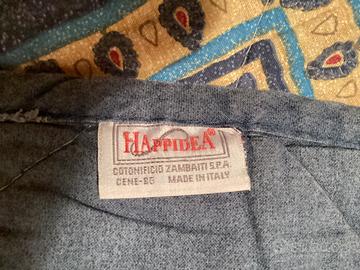 HAPPIDEA®
COTONIFICIO ZAMBAITI S.P.A.
CENE-BG MADE IN ITALY